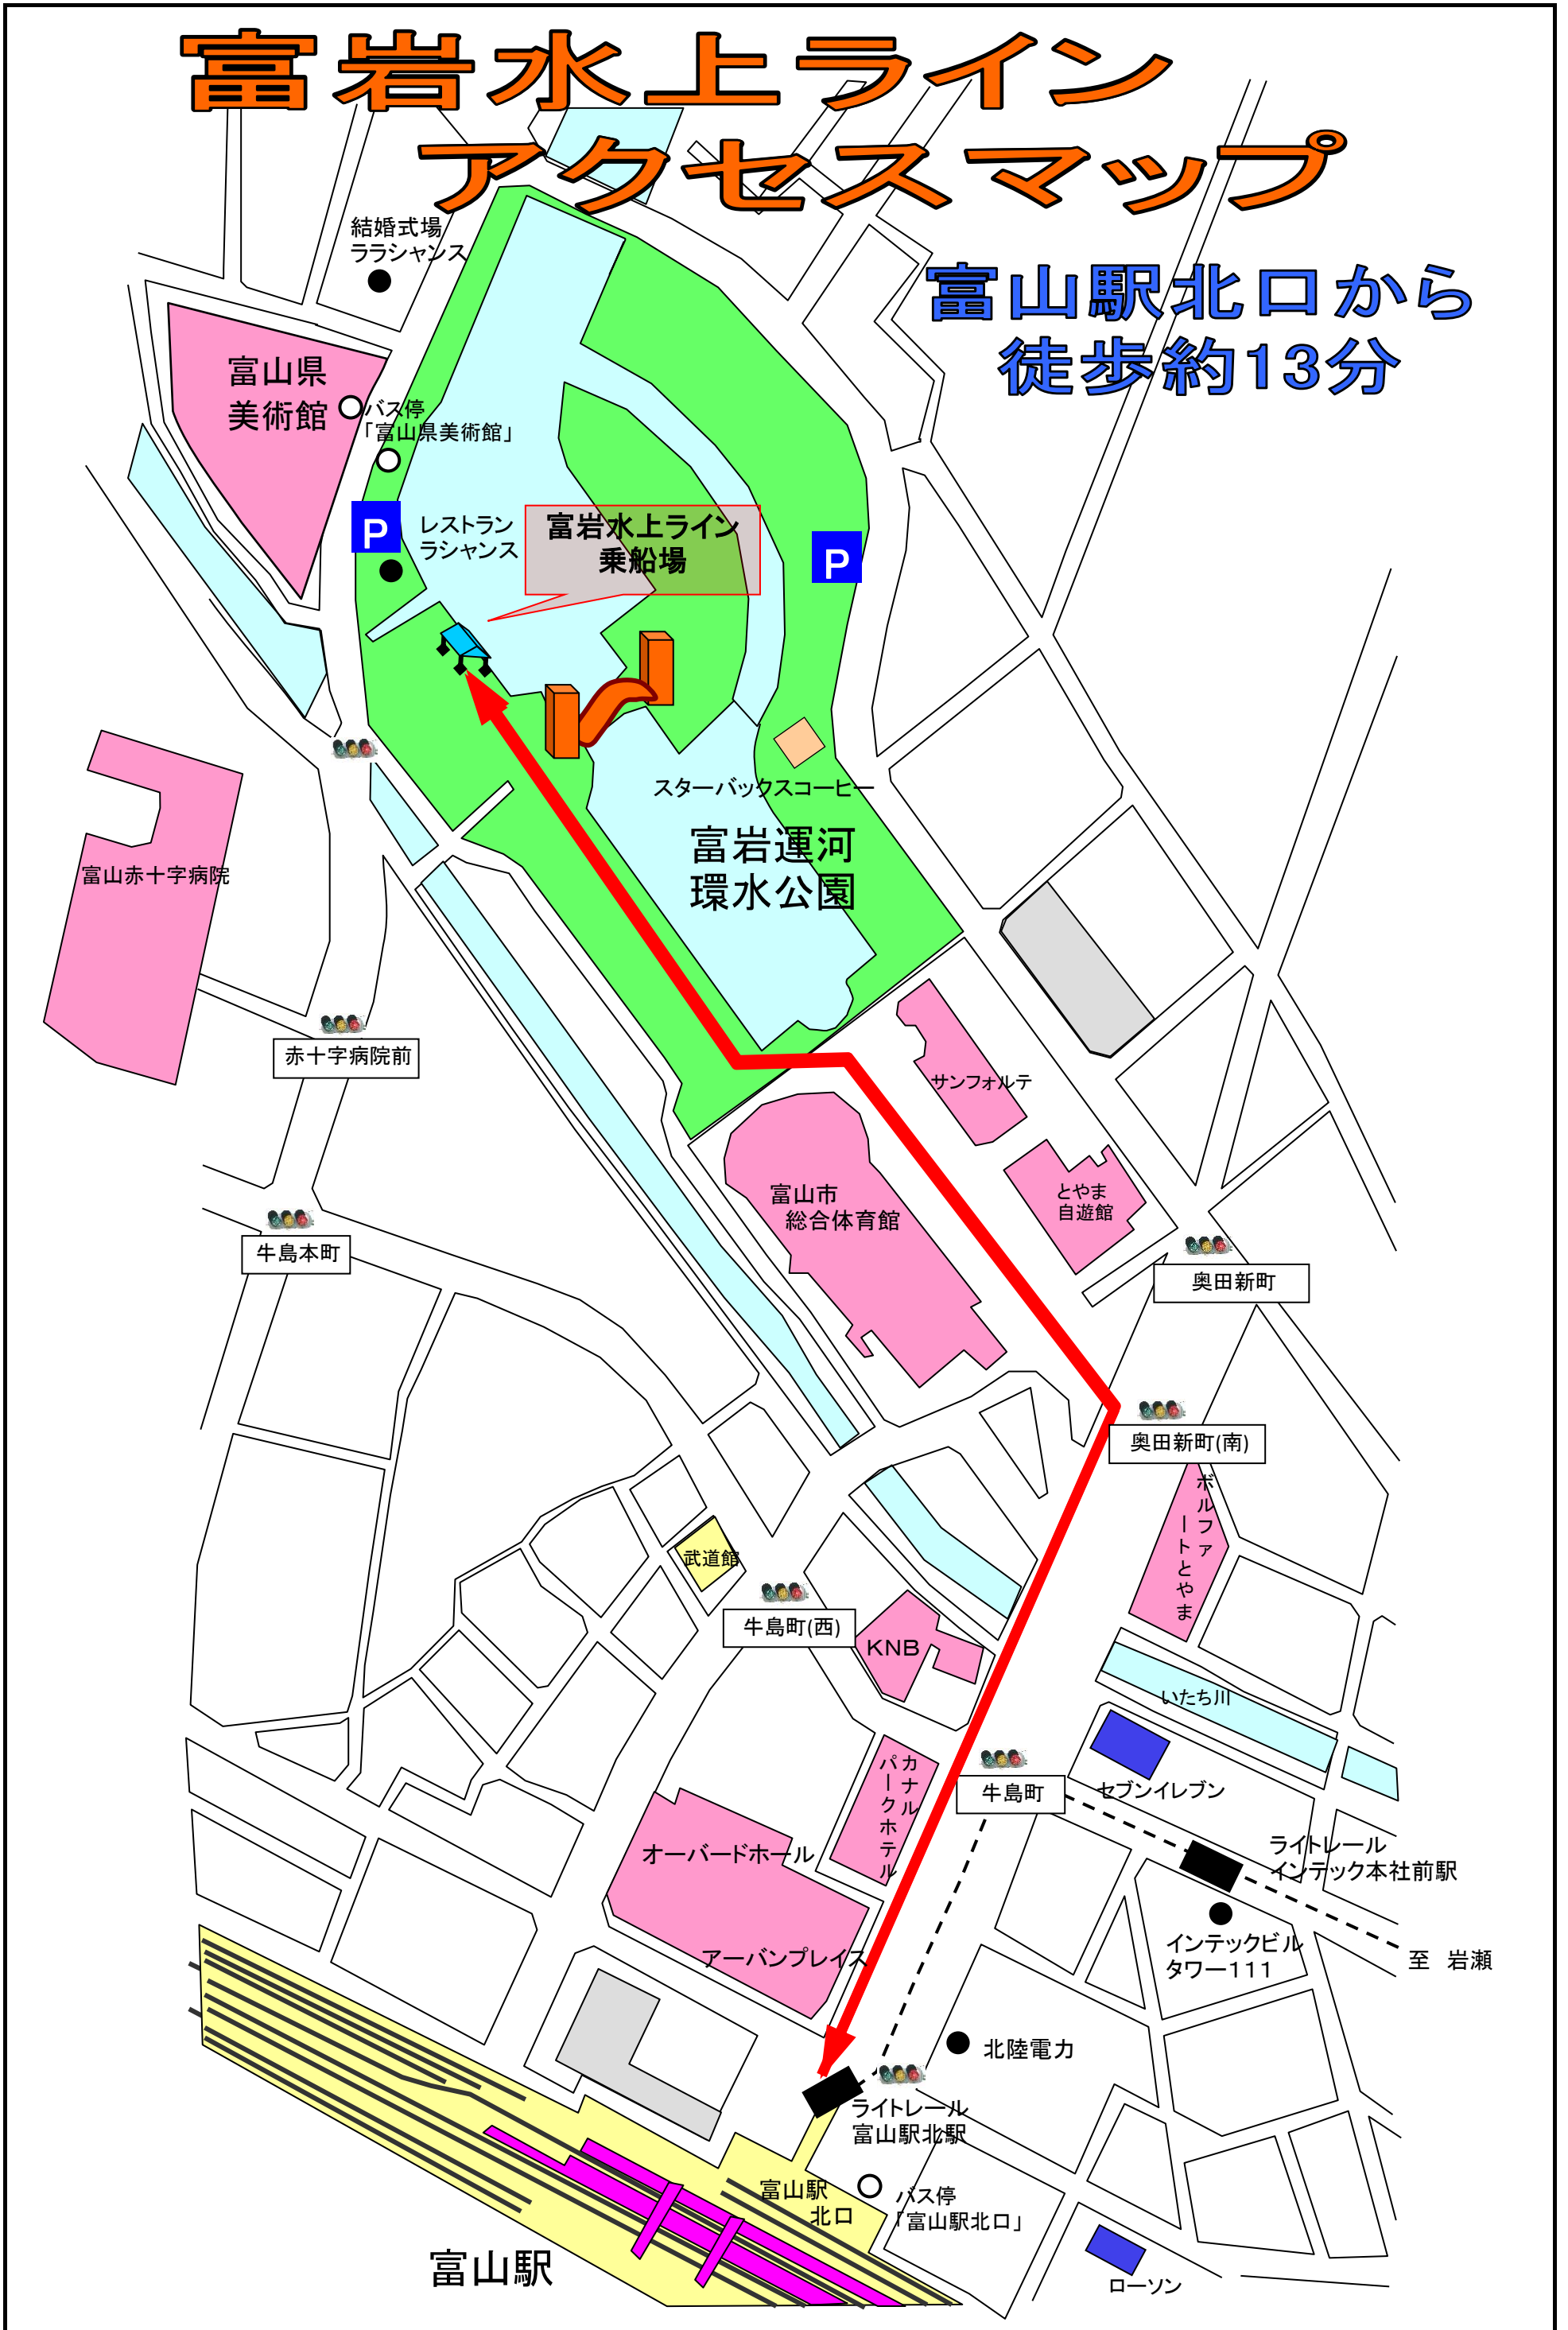 富岩水上ライン
アクセスマップ
富山駅北口から
徒歩約13分
結婚式場
ララシャンス
富山県
美術館
バス停
「富山県美術館」
P
レストラン
ラシャンス
富岩水上ライン
乗船場
P
スターバックスコーヒー
富岩運河
環水公園
富山赤十字病院
赤十字病院前
サンフォルテ
とやま
自遊館
富山市
総合体育館
牛島本町
奥田新町
奥田新町(南)
ボルファ
ートとやま
武道館
牛島町(西)
KNB
いたち川
カナル
パークホテル
牛島町
セブンイレブン
オーバードホール
ライトレール
インテック本社前駅
アーバンプレイス
インテックビル
タワー111
至 岩瀬
北陸電力
ライトレール
富山駅北駅
富山駅
北口
バス停
「富山駅北口」
富山駅
ローソン